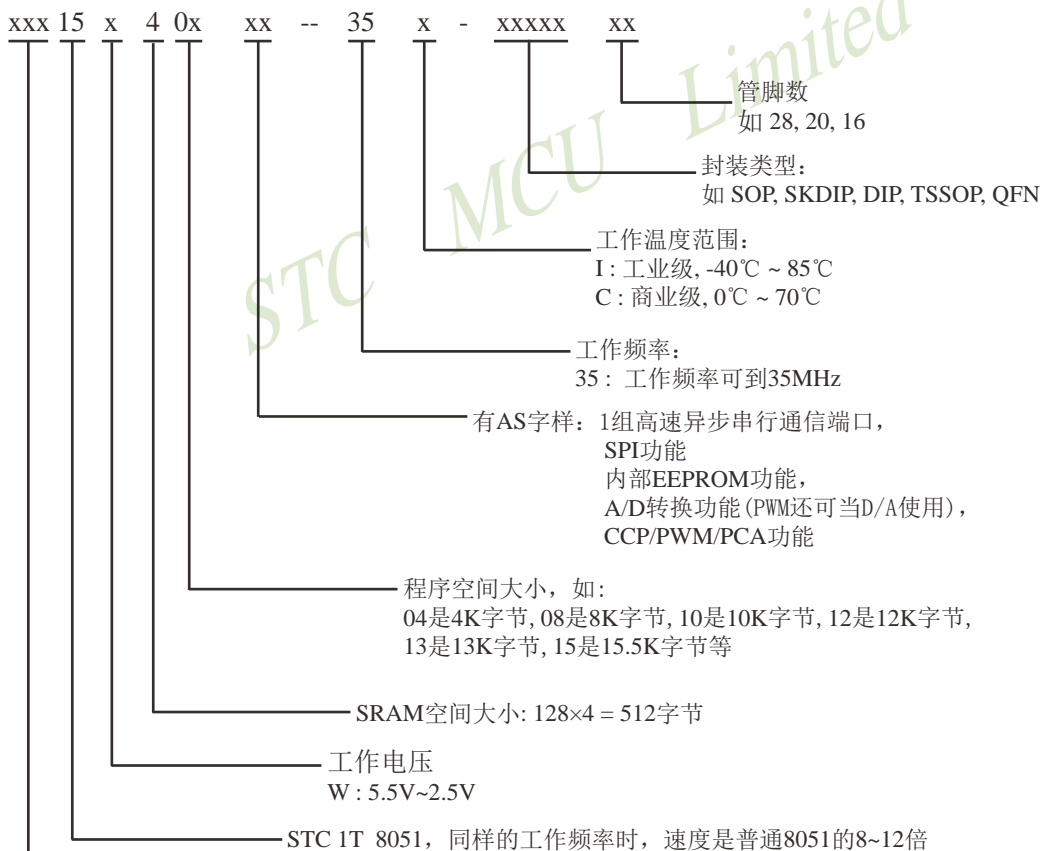 xxx 15 x 4 0x xx -- 35 x - xxxxx xx
管脚数
如 28, 20, 16
封装类型：
如 SOP, SKDIP, DIP, TSSOP, QFN
工作温度范围：
I : 工业级, -40℃ ~ 85℃
C : 商业级, 0℃ ~ 70℃
工作频率：
35 : 工作频率可到35MHz
有AS字样：1组高速异步串行通信端口，
SPI功能
内部EEPROM功能，
A/D转换功能(PWM还可当D/A使用)，
CCP/PWM/PCA功能
程序空间大小，如:
04是4K字节, 08是8K字节, 10是10K字节, 12是12K字节,
13是13K字节, 15是15.5K字节等
SRAM空间大小: 128×4 = 512字节
工作电压
W : 5.5V~2.5V
STC 1T 8051，同样的工作频率时，速度是普通8051的8~12倍
STC MCU Limited